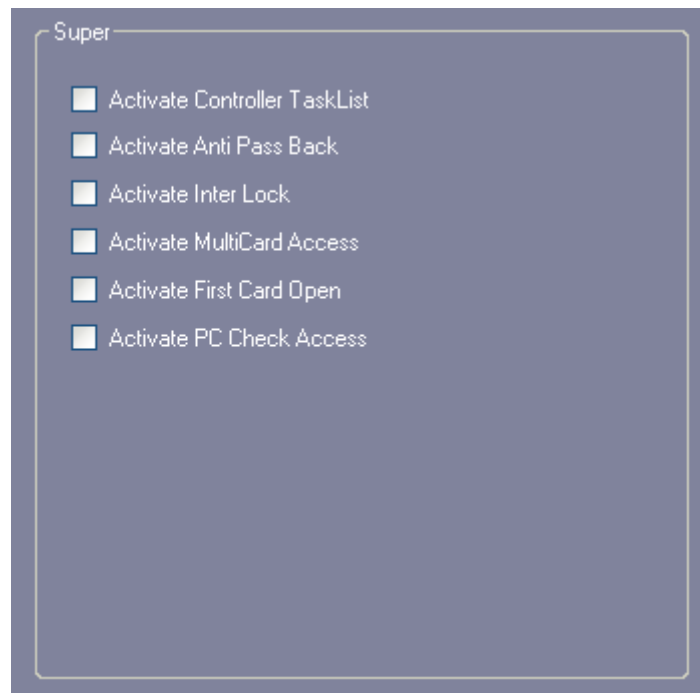 Super
Activate Controller TaskList
Activate Anti Pass Back
Activate Inter Lock
Activate MultiCard Access
Activate First Card Open
Activate PC Check Access